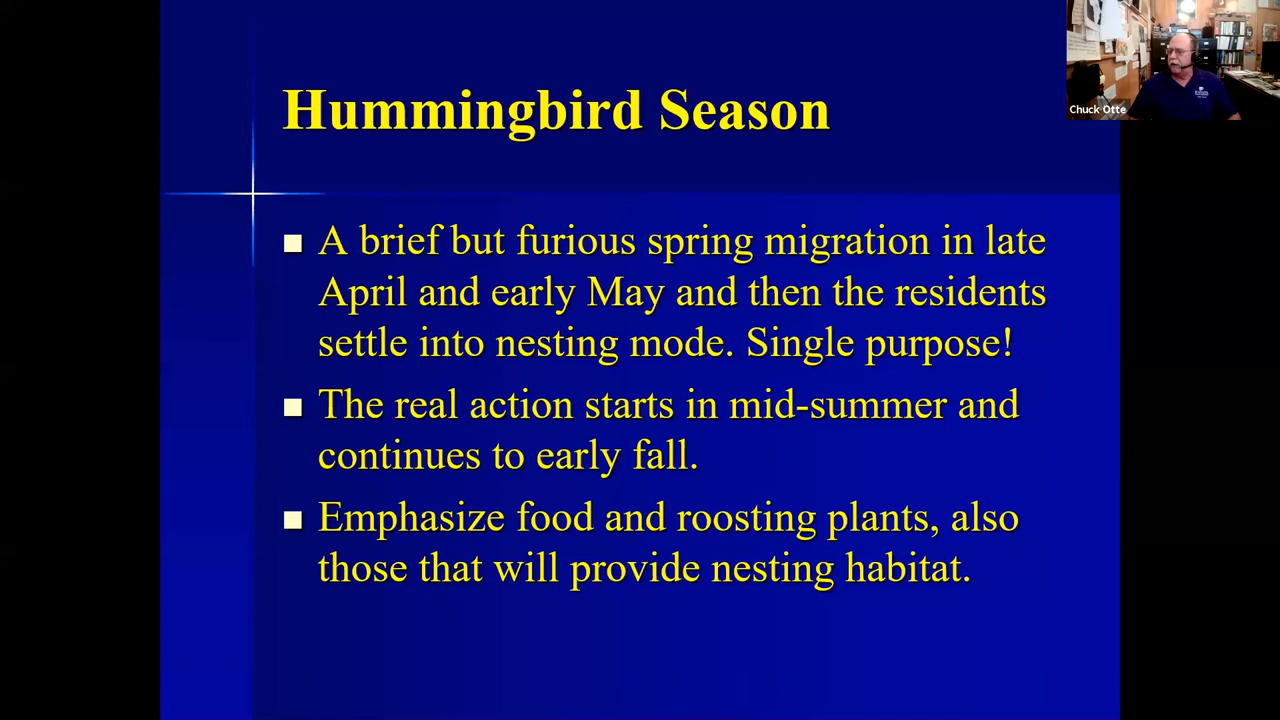 Hummingbird Season
A brief but furious spring migration in late
April and early May and then the residents
settle into nesting mode. Single purpose!
The real action starts in mid-summer and
continues to early fall.
Emphasize food and roosting plants, also
those that will provide nesting habitat.
Chuck Otte